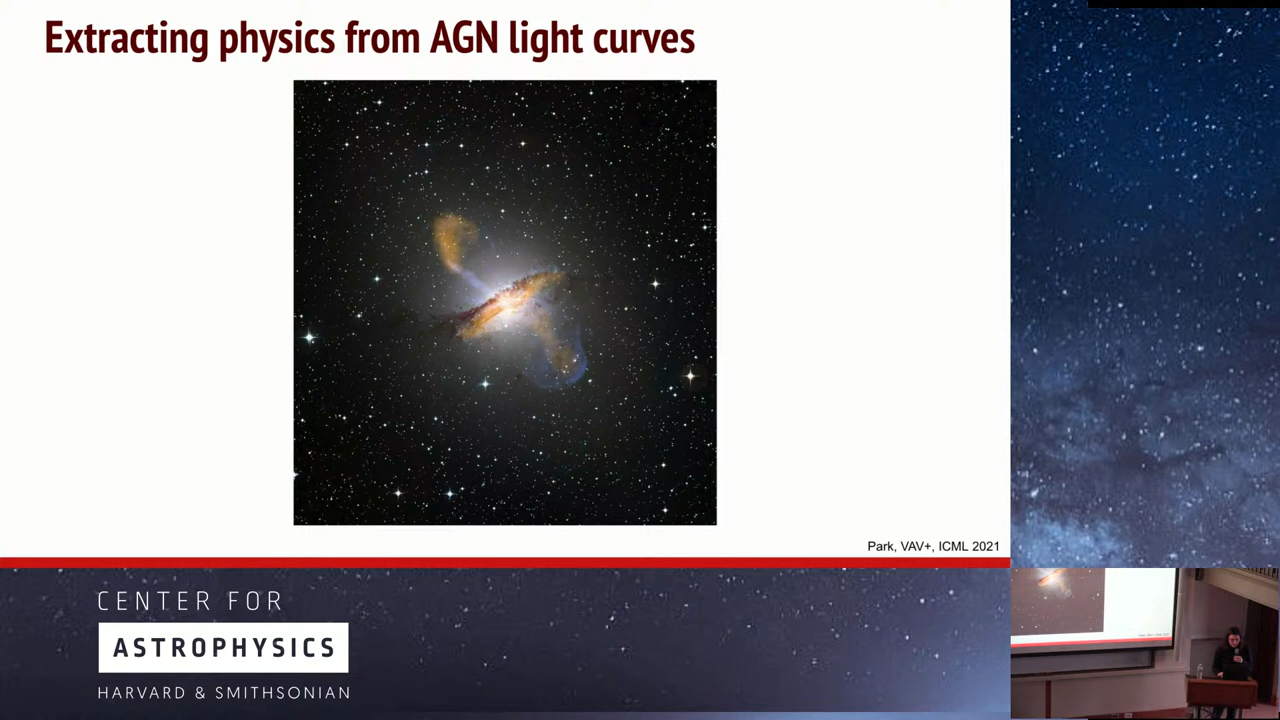 Extracting physics from AGN light curves
Park, VAV+, ICML 2021
CENTER FOR
ASTROPHYSICS
HARVARD & SMITHSONIAN